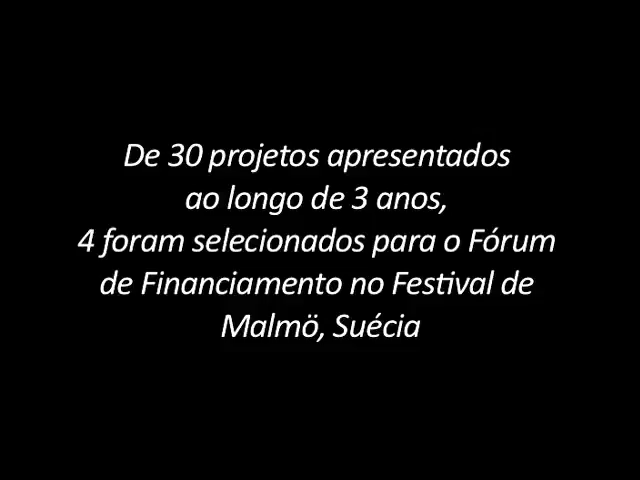 De 30 projetos apresentados
ao longo de 3 anos,
4 foram selecionados para o Fórum
de Financiamento no Festival de
Malmö, Suécia